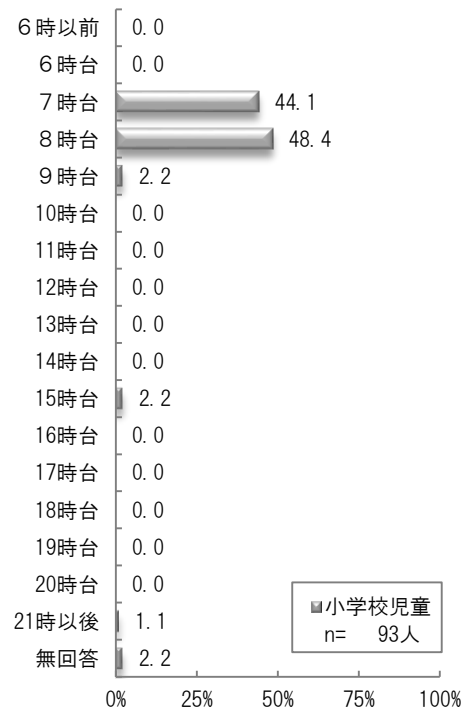 ６時以前 0.0
６時台 0.0
７時台 44.1
８時台 48.4
９時台 2.2
10時台 0.0
11時台 0.0
12時台 0.0
13時台 0.0
14時台 0.0
15時台 2.2
16時台 0.0
17時台 0.0
18時台 0.0
19時台 0.0
20時台 0.0
21時以後 1.1
無回答 2.2
小学校児童
n= 93人
0% 25% 50% 75% 100%